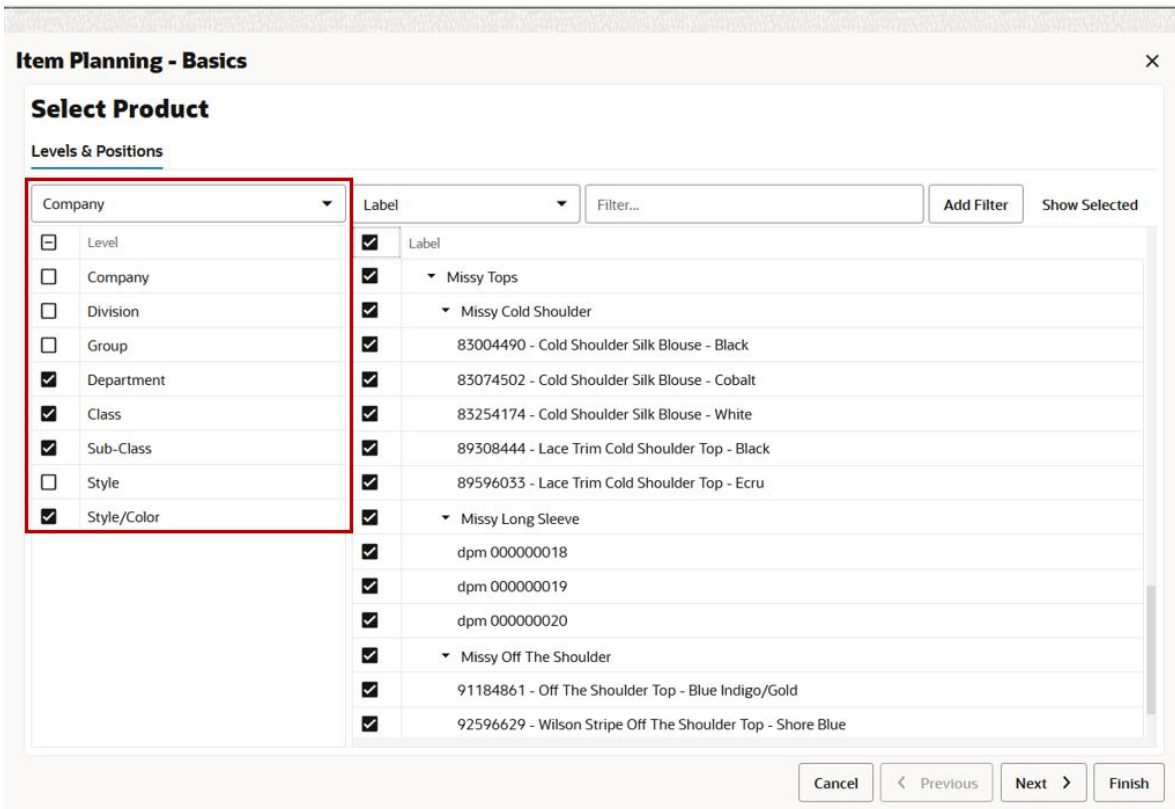 Item Planning - Basics
Select Product
Levels & Positions
Company
Label
Filter...
Add Filter
Show Selected
Level
Company
Division
Group
Department
Class
Sub-Class
Style
Style/Color
Label
Missy Tops
Missy Cold Shoulder
83004490 - Cold Shoulder Silk Blouse - Black
83074502 - Cold Shoulder Silk Blouse - Cobalt
83254174 - Cold Shoulder Silk Blouse - White
89308444 - Lace Trim Cold Shoulder Top - Black
89596033 - Lace Trim Cold Shoulder Top - Ecru
Missy Long Sleeve
dpm 000000018
dpm 000000019
dpm 000000020
Missy Off The Shoulder
91184861 - Off The Shoulder Top - Blue Indigo/Gold
92596629 - Wilson Stripe Off The Shoulder Top - Shore Blue
Cancel
Previous
Next
Finish